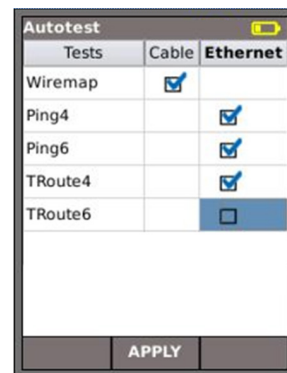 Autotest
Tests Cable Ethernet
Wiremap
Ping4
Ping6
TRoute4
TRoute6
APPLY